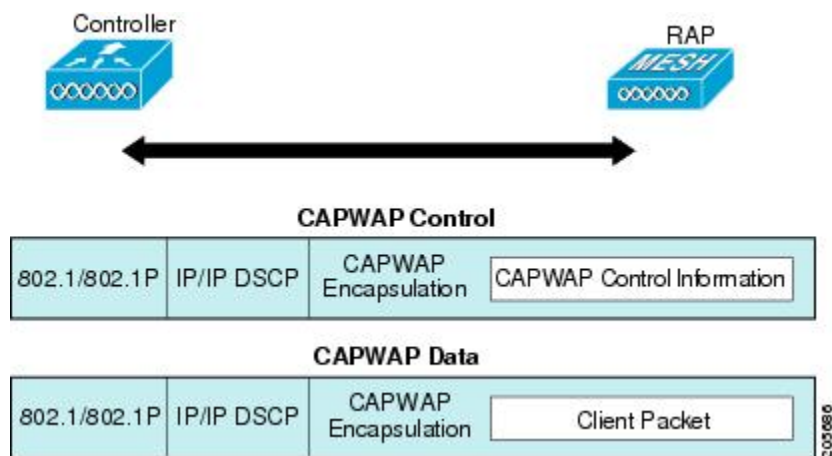 Controller
RAP
MESH
CAPWAP Control
802.1/802.1P IP/IP DSCP CAPWAP Encapsulation CAPWAP Control Information
CAPWAP Data
802.1/802.1P IP/IP DSCP CAPWAP Encapsulation Client Packet
205686